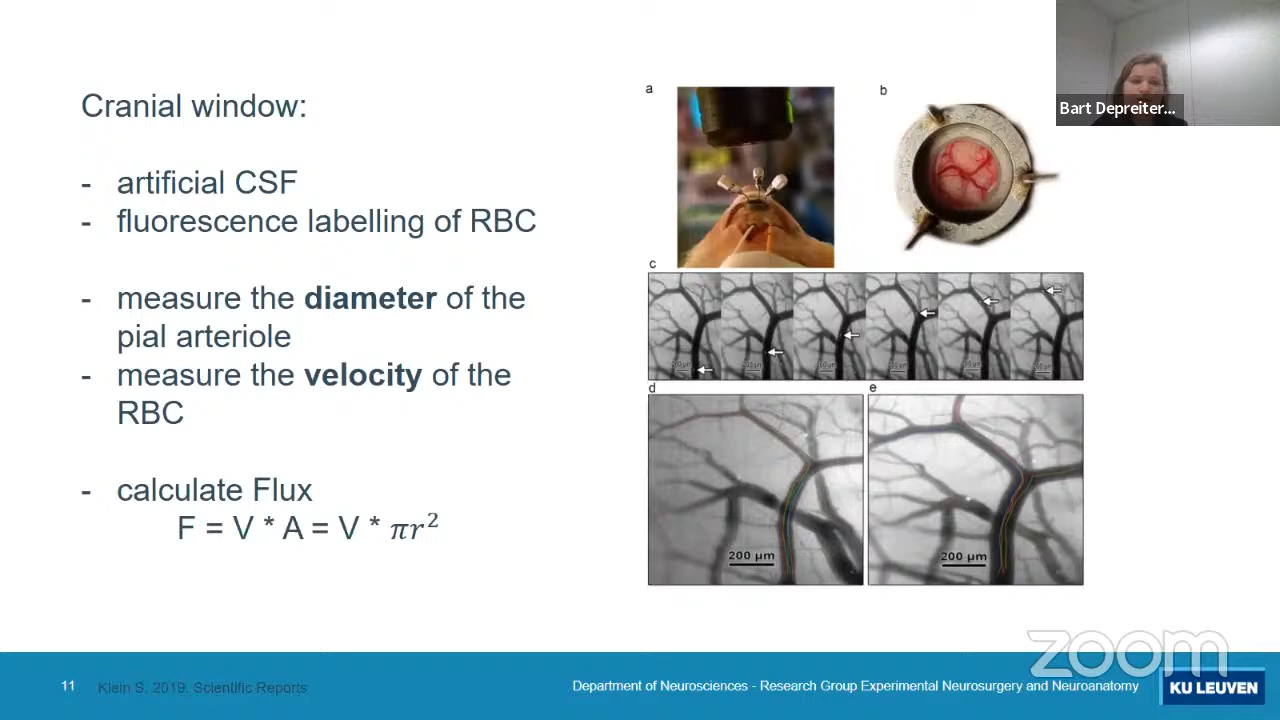 Cranial window:
- artificial CSF
- fluorescence labelling of RBC
- measure the diameter of the
pial arteriole
- measure the velocity of the
RBC
- calculate Flux
F = V * A = V * 𝜋𝑟²
a
b
c
d
e
200 μm
200 μm
Bart Depreiter...
zoom
11
Klein S. 2019. Scientific Reports
Department of Neurosciences - Research Group Experimental Neurosurgery and Neuroanatomy
KU LEUVEN